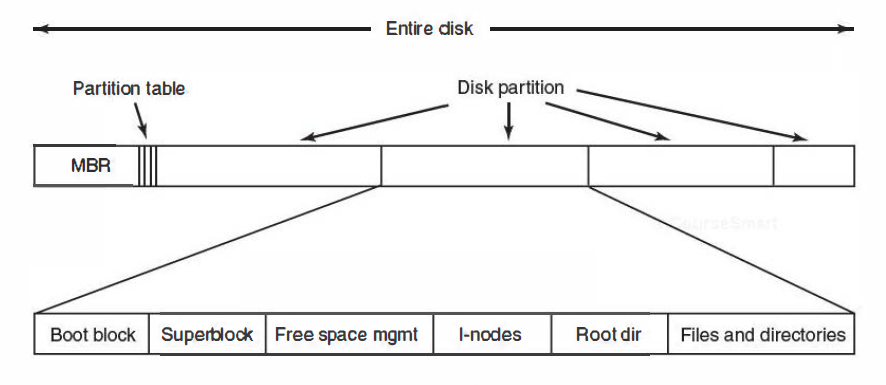 Entire disk
Partition table
Disk partition
MBR
CourseSmart
Boot block
Superblock
Free space mgmt
I-nodes
Root dir
Files and directories